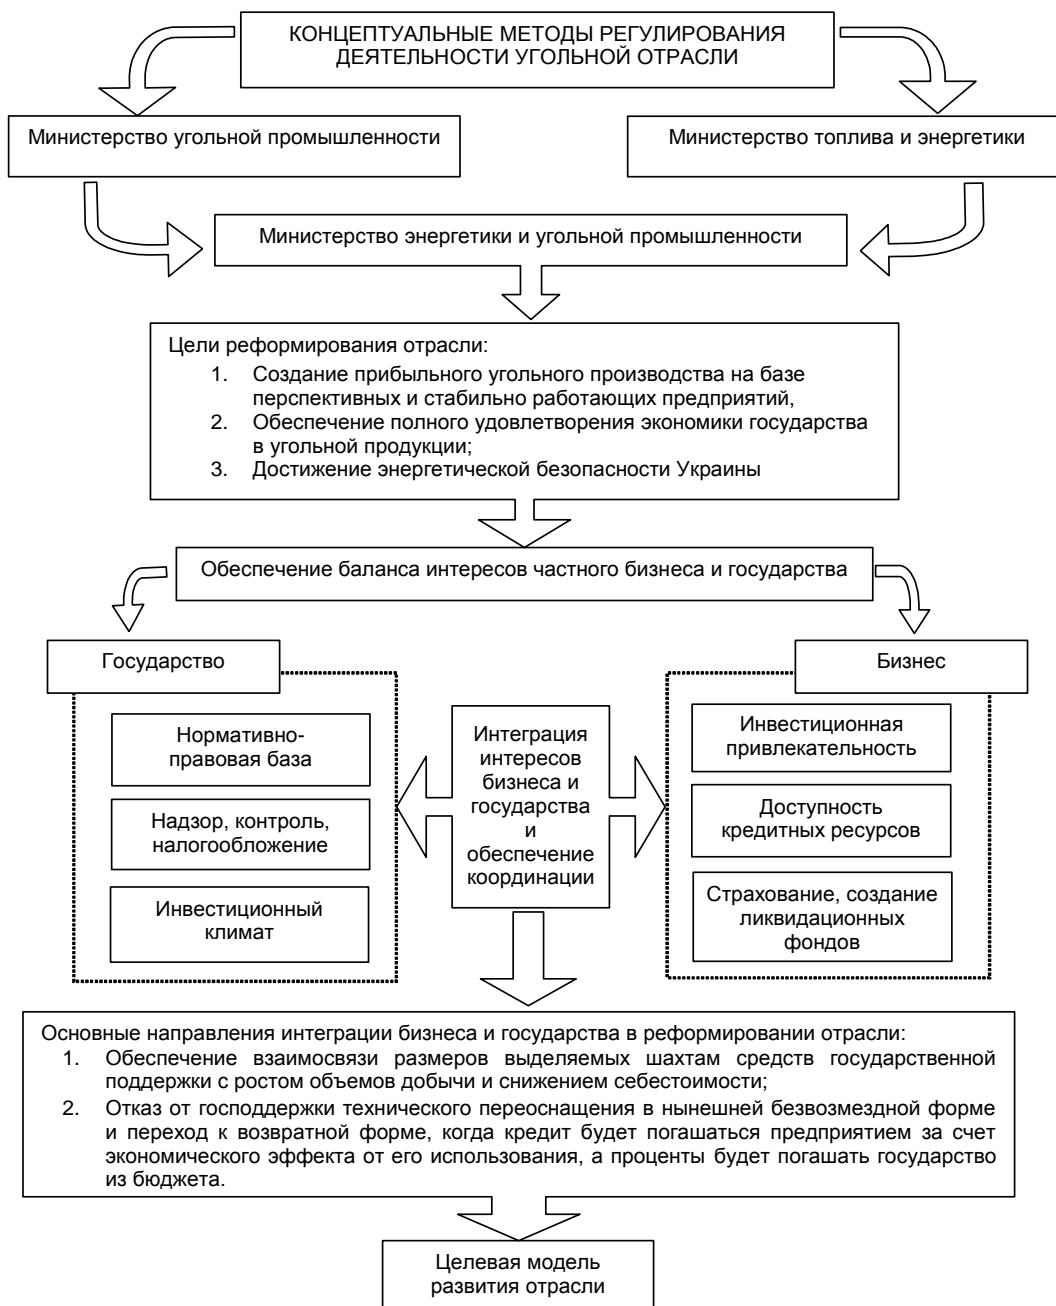 КОНЦЕПТУАЛЬНЫЕ МЕТОДЫ РЕГУЛИРОВАНИЯ
ДЕЯТЕЛЬНОСТИ УГОЛЬНОЙ ОТРАСЛИ
Министерство угольной промышленности
Министерство топлива и энергетики
Министерство энергетики и угольной промышленности
Цели реформирования отрасли:
1. Создание прибыльного угольного производства на базе
перспективных и стабильно работающих предприятий,
2. Обеспечение полного удовлетворения экономики государства
в угольной продукции;
3. Достижение энергетической безопасности Украины
Обеспечение баланса интересов частного бизнеса и государства
Государство
Нормативно-
правовая база
Надзор, контроль,
налогообложение
Инвестиционный
климат
Интеграция
интересов
бизнеса и
государства
и
обеспечение
координации
Бизнес
Инвестиционная
привлекательность
Доступность
кредитных ресурсов
Страхование, создание
ликвидационных
фондов
Основные направления интеграции бизнеса и государства в реформировании отрасли:
1. Обеспечение взаимосвязи размеров выделяемых шахтам средств государственной
поддержки с ростом объемов добычи и снижением себестоимости;
2. Отказ от господдержки технического переоснащения в нынешней безвозмездной форме
и переход к возвратной форме, когда кредит будет погашаться предприятием за счет
экономического эффекта от его использования, а проценты будет погашать государство
из бюджета.
Целевая модель
развития отрасли